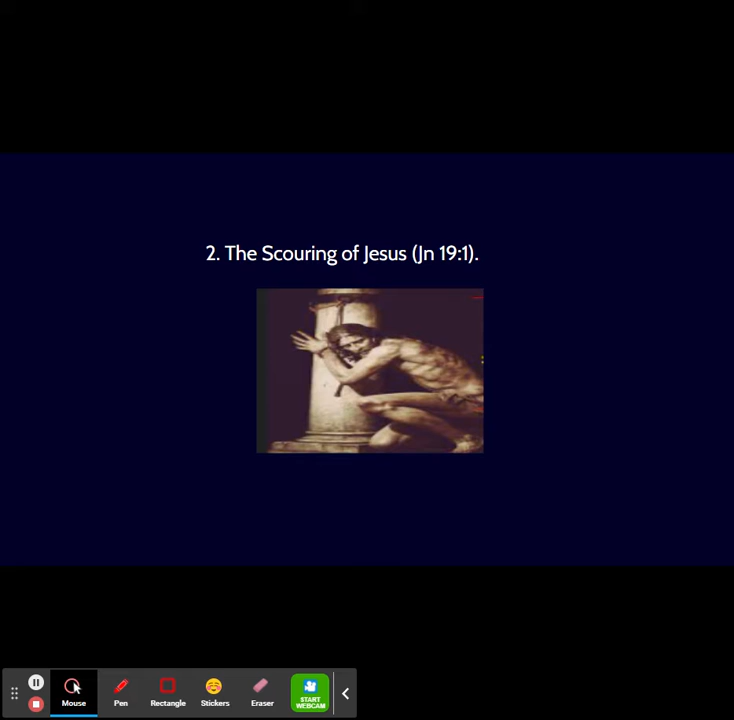 2. The Scouring of Jesus (Jn 19:1).
Mouse
Pen
Rectangle
Stickers
Eraser
START
WEBCAM